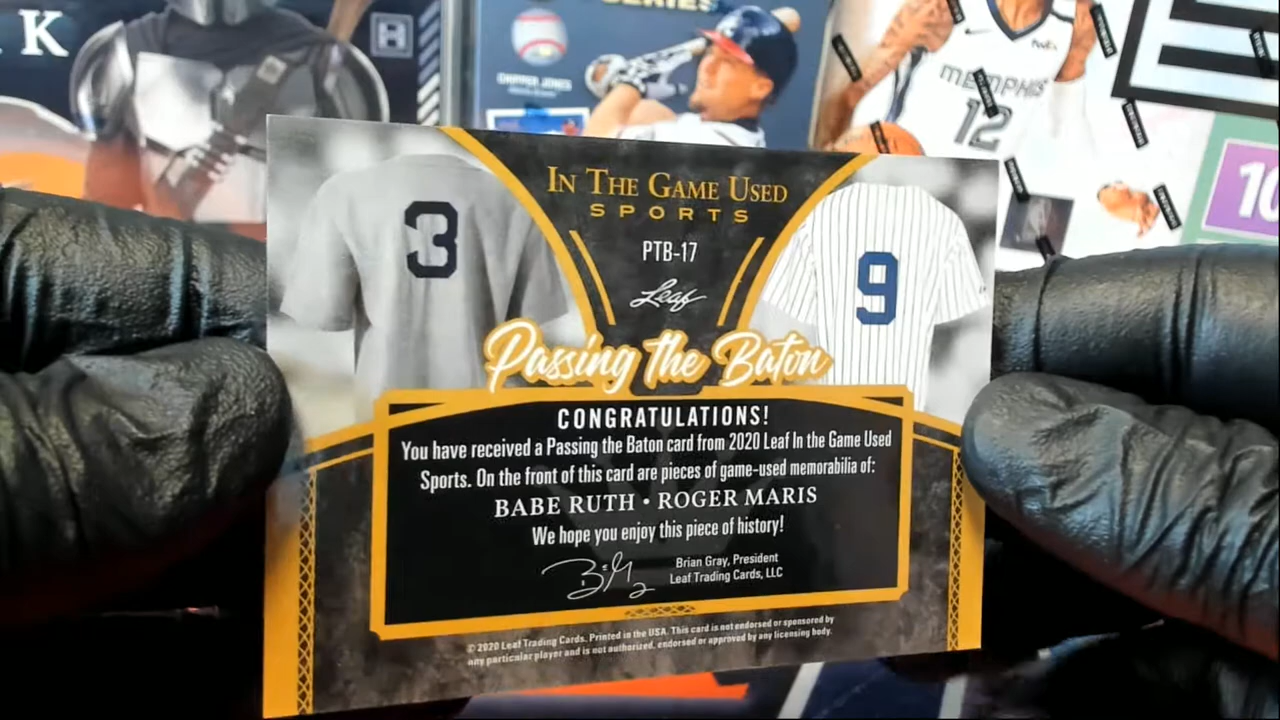 K
H
SERIES
CHIPPER JONES
FedEx
MEMPHIS
12
10
3
9
IN THE GAME USED
SPORTS
PTB-17
Leaf
Passing the Baton
CONGRATULATIONS!
You have received a Passing the Baton card from 2020 Leaf In the Game Used
Sports. On the front of this card are pieces of game-used memorabilia of:
BABE RUTH • ROGER MARIS
We hope you enjoy this piece of history!
Brian Gray, President
Leaf Trading Cards, LLC
© 2020 Leaf Trading Cards. Printed in the USA. This card is not endorsed or sponsored by
any particular player and is not authorized, endorsed or approved by any licensing body.